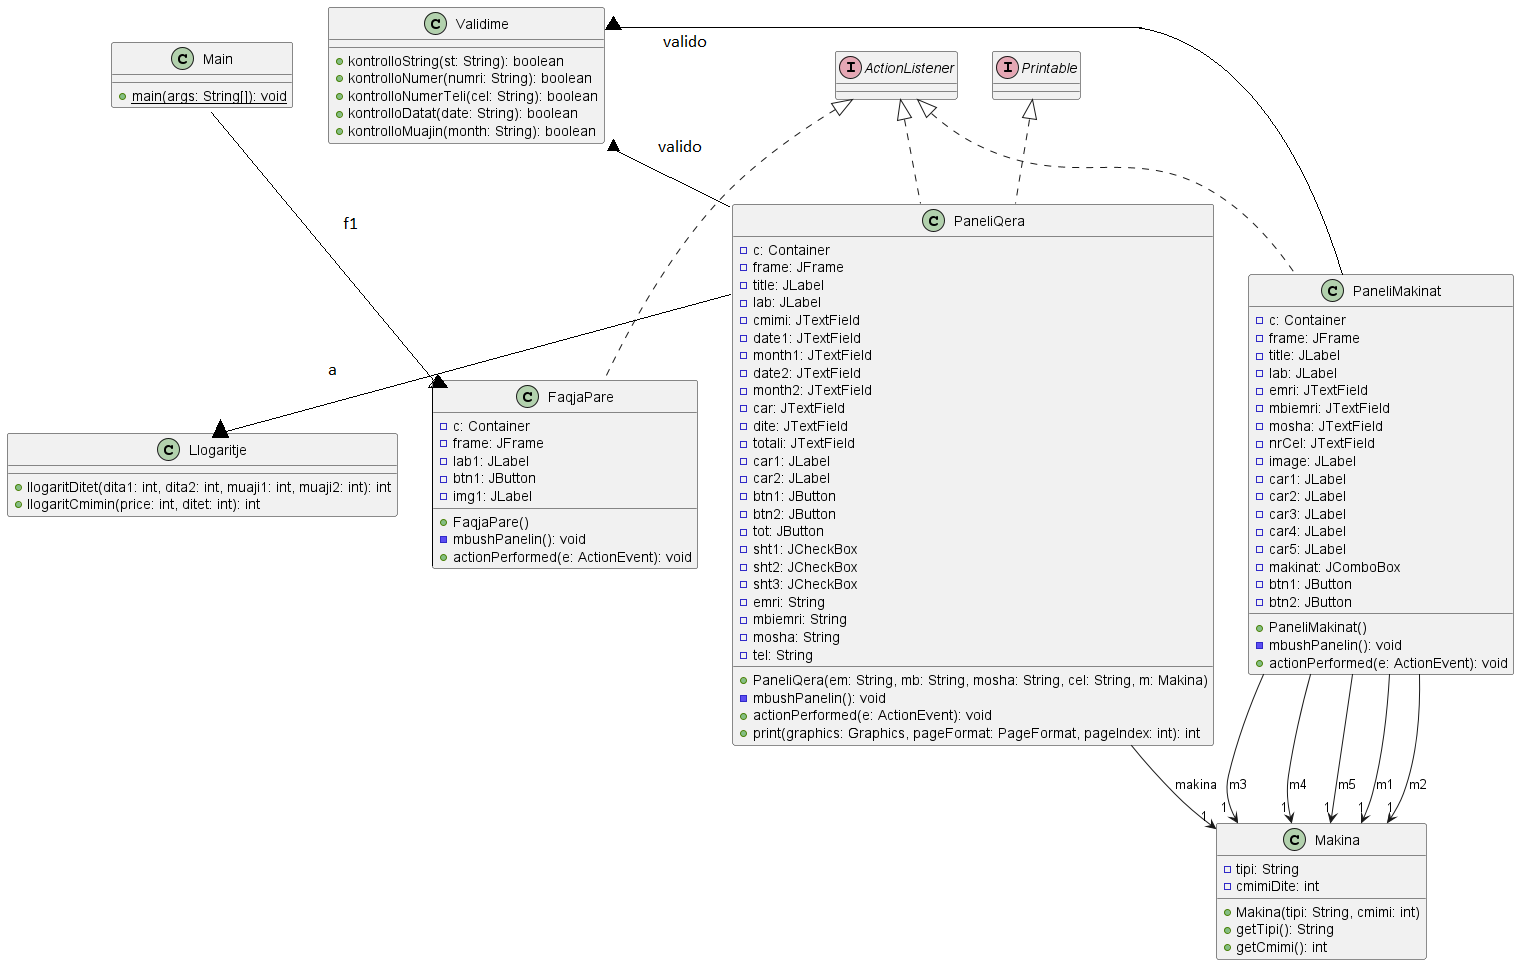 C Main
main(args: String[]): void
C Validime
kontrolloString(st: String): boolean
kontrolloNumer(numri: String): boolean
kontrolloNumerTeli(cel: String): boolean
kontrolloDatat(date: String): boolean
kontrolloMuajin(month: String): boolean
valido
I ActionListener
I Printable
valido
f1
a
C PaneliQera
c: Container
frame: JFrame
title: JLabel
lab: JLabel
cmimi: JTextField
date1: JTextField
month1: JTextField
date2: JTextField
month2: JTextField
car: JTextField
dite: JTextField
totali: JTextField
car1: JLabel
car2: JLabel
btn1: JButton
btn2: JButton
tot: JButton
sht1: JCheckBox
sht2: JCheckBox
sht3: JCheckBox
emri: String
mbiemri: String
mosha: String
tel: String
PaneliQera(em: String, mb: String, mosha: String, cel: String, m: Makina)
mbushPanelin(): void
actionPerformed(e: ActionEvent): void
print(graphics: Graphics, pageFormat: PageFormat, pageIndex: int): int
C PaneliMakinat
c: Container
frame: JFrame
title: JLabel
lab: JLabel
emri: JTextField
mbiemri: JTextField
mosha: JTextField
nrCel: JTextField
image: JLabel
car1: JLabel
car2: JLabel
car3: JLabel
car4: JLabel
car5: JLabel
makinat: JComboBox
btn1: JButton
btn2: JButton
PaneliMakinat()
mbushPanelin(): void
actionPerformed(e: ActionEvent): void
C FaqjaPare
c: Container
frame: JFrame
lab1: JLabel
btn1: JButton
img1: JLabel
FaqjaPare()
mbushPanelin(): void
actionPerformed(e: ActionEvent): void
C Llogaritje
llogaritDitet(dita1: int, dita2: int, muaji1: int, muaji2: int): int
llogaritCmimin(price: int, ditet: int): int
makina m3 m4 m5 m1 m2
1 1 1 1 1 1
C Makina
tipi: String
cmimiDite: int
Makina(tipi: String, cmimi: int)
getTipi(): String
getCmimi(): int